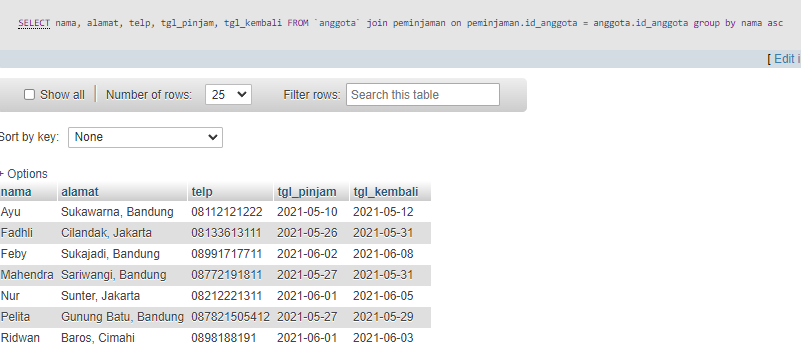 SELECT nama, alamat, telp, tgl_pinjam, tgl_kembali FROM `anggota` join peminjaman on peminjaman.id_anggota = anggota.id_anggota group by nama asc
[ Edit i
Show all Number of rows: 25 Filter rows: Search this table
Sort by key: None
+ Options
nama alamat telp tgl_pinjam tgl_kembali
Ayu Sukawarna, Bandung 08112121222 2021-05-10 2021-05-12
Fadhli Cilandak, Jakarta 08133613111 2021-05-26 2021-05-31
Feby Sukajadi, Bandung 08991717711 2021-06-02 2021-06-08
Mahendra Sariwangi, Bandung 08772191811 2021-05-27 2021-05-31
Nur Sunter, Jakarta 08212221311 2021-06-01 2021-06-05
Pelita Gunung Batu, Bandung 087821505412 2021-05-27 2021-05-29
Ridwan Baros, Cimahi 0898188191 2021-06-01 2021-06-03